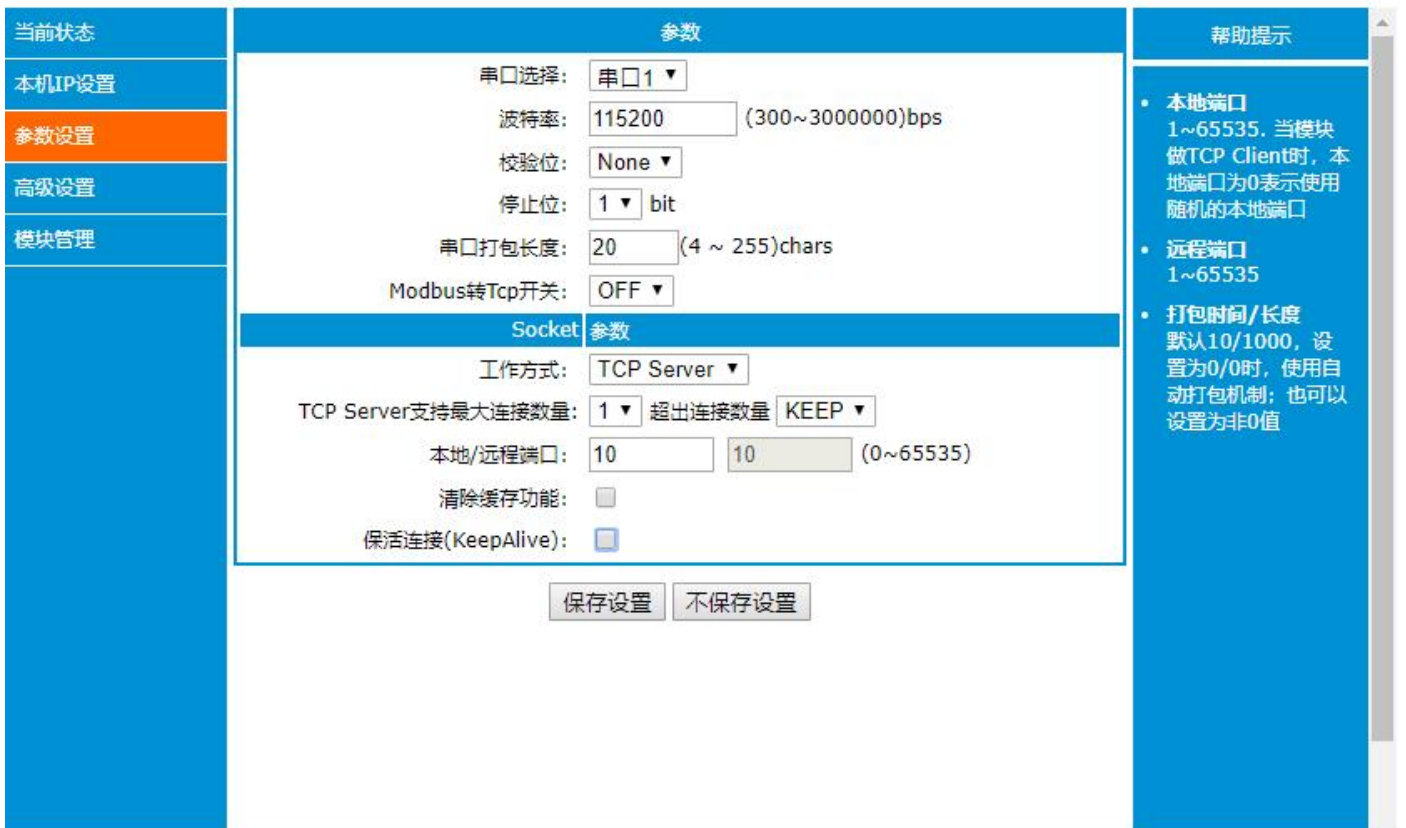 当前状态
本机IP设置
参数设置
高级设置
模块管理
参数
串口选择: 串口1
波特率: 115200 (300~3000000)bps
校验位: None
停止位: 1 bit
串口打包长度: 20 (4 ~ 255)chars
Modbus转Tcp开关: OFF
Socket 参数
工作方式: TCP Server
TCP Server支持最大连接数量: 1 超出连接数量 KEEP
本地/远程端口: 10 10 (0~65535)
清除缓存功能:
保活连接(KeepAlive):
保存设置 不保存设置
帮助提示
• 本地端口
1~65535. 当模块
做TCP Client时，本
地端口为0表示使用
随机的本地端口
• 远程端口
1~65535
• 打包时间/长度
默认10/1000，设
置为0/0时，使用自
动打包机制；也可以
设置为非0值